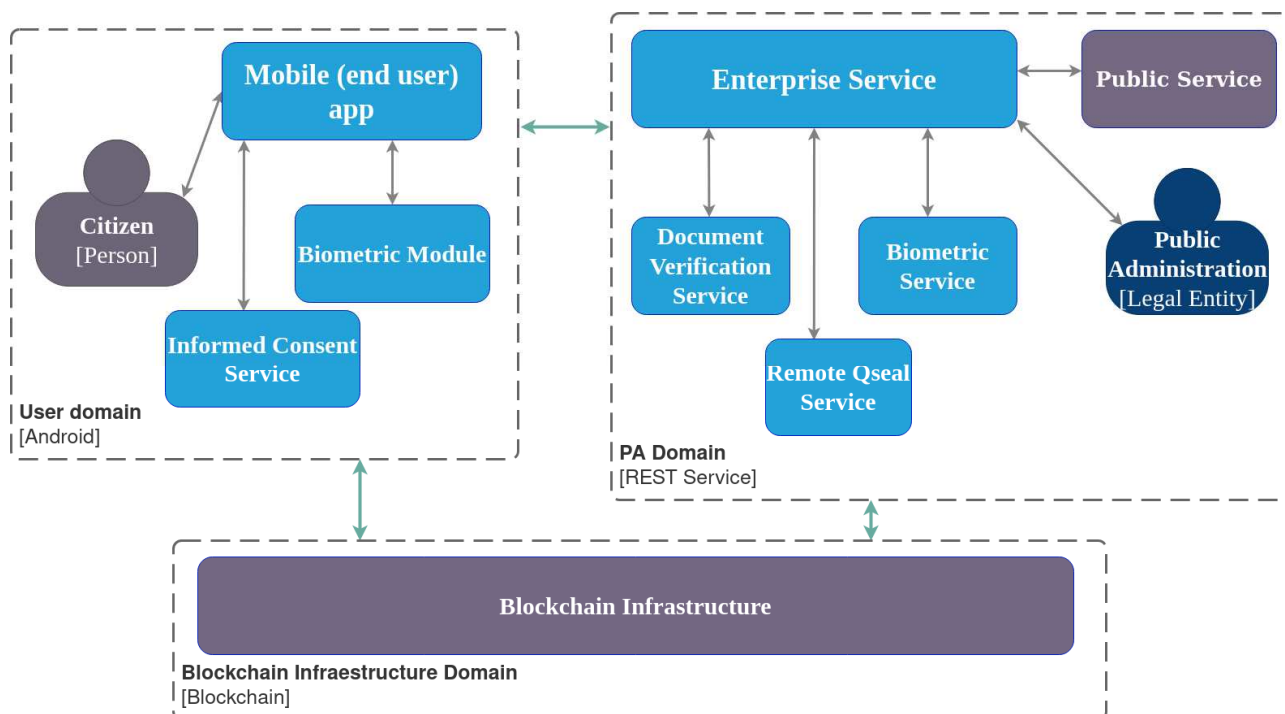 Mobile (end user)
app
Citizen
[Person]
Biometric Module
Informed Consent
Service
User domain
[Android]
Enterprise Service
Public Service
Document
Verification
Service
Biometric
Service
Public
Administration
[Legal Entity]
Remote Qseal
Service
PA Domain
[REST Service]
Blockchain Infrastructure
Blockchain Infraestructure Domain
[Blockchain]